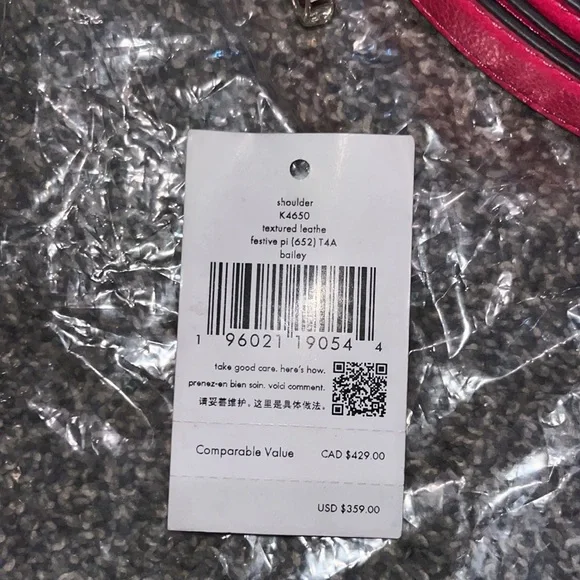 shoulder
K4650
textured leathe
festive pi (652) T4A
bailey
1 96021 19054 4
take good care. here's how.
prenez-en bien soin. void comment.
请妥善维护。这里是具体做法。
Comparable Value CAD $429.00
USD $359.00